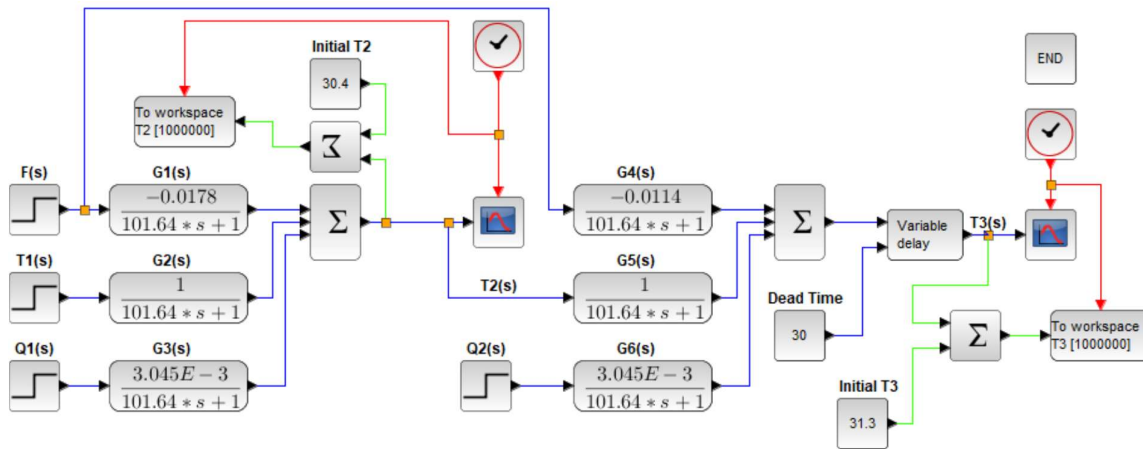 Initial T2
30.4
END
To workspace
T2 [1000000]
Σ
F(s)
G1(s)
-0.0178
101.64 * s + 1
Σ
G4(s)
-0.0114
101.64 * s + 1
Σ
Variable
delay
T3(s)
T1(s)
G2(s)
1
101.64 * s + 1
T2(s)
G5(s)
1
101.64 * s + 1
Dead Time
30
Σ
To workspace
T3 [1000000]
Q1(s)
G3(s)
3.045E - 3
101.64 * s + 1
Q2(s)
G6(s)
3.045E - 3
101.64 * s + 1
Initial T3
31.3